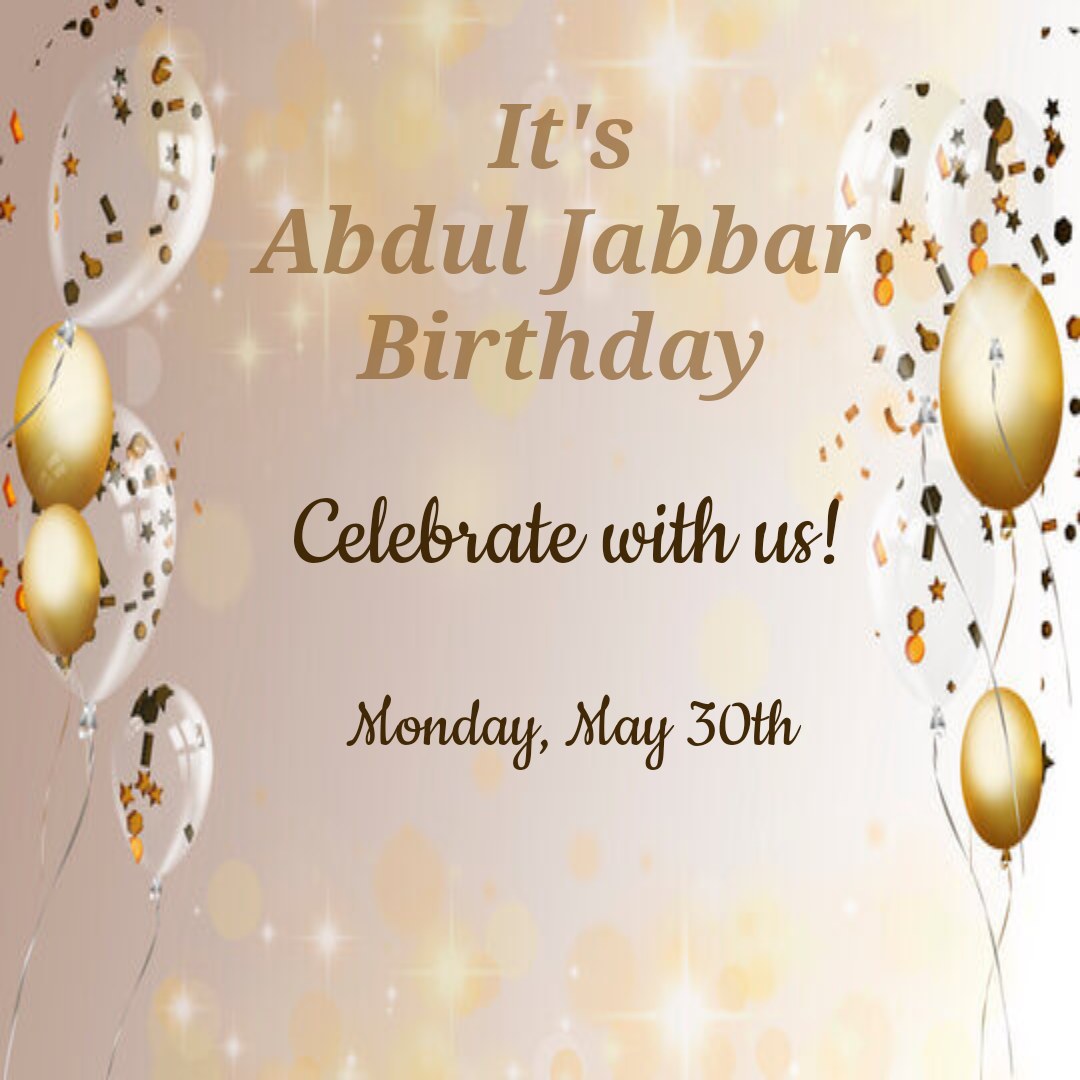 It's
Abdul Jabbar
Birthday
Celebrate with us!
Monday, May 30th